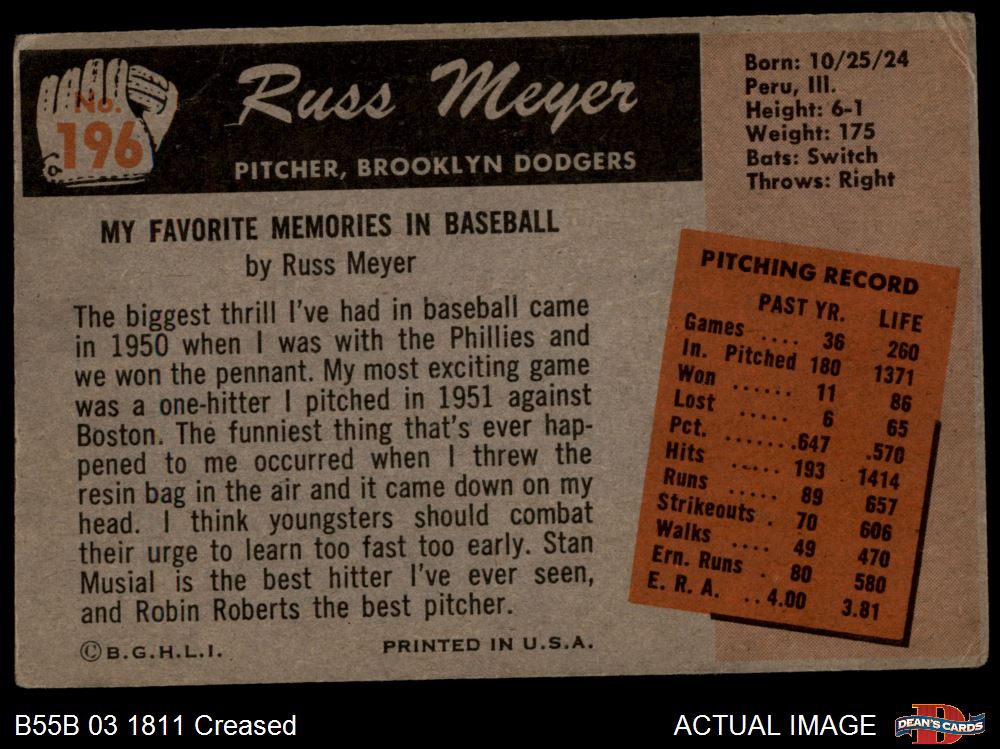 No.
196
Russ Meyer
PITCHER, BROOKLYN DODGERS
Born: 10/25/24
Peru, Ill.
Height: 6-1
Weight: 175
Bats: Switch
Throws: Right
MY FAVORITE MEMORIES IN BASEBALL
by Russ Meyer
The biggest thrill I've had in baseball came
in 1950 when I was with the Phillies and
we won the pennant. My most exciting game
was a one-hitter I pitched in 1951 against
Boston. The funniest thing that's ever hap-
pened to me occurred when I threw the
resin bag in the air and it came down on my
head. I think youngsters should combat
their urge to learn too fast too early. Stan
Musial is the best hitter I've ever seen,
and Robin Roberts the best pitcher.
©B.G.H.L.I.
PRINTED IN U.S.A.
PITCHING RECORD
PAST YR. LIFE
Games .... 36 260
In. Pitched 180 1371
Won ...... 11 86
Lost ..... 6 65
Pct. .......647 .570
Hits ..... 193 1414
Runs ..... 89 657
Strikeouts . 70 606
Walks .... 49 470
Ern. Runs . 80 580
E. R. A. ..4.00 3.81
B55B 03 1811 Creased
ACTUAL IMAGE
D
DEAN'S CARDS